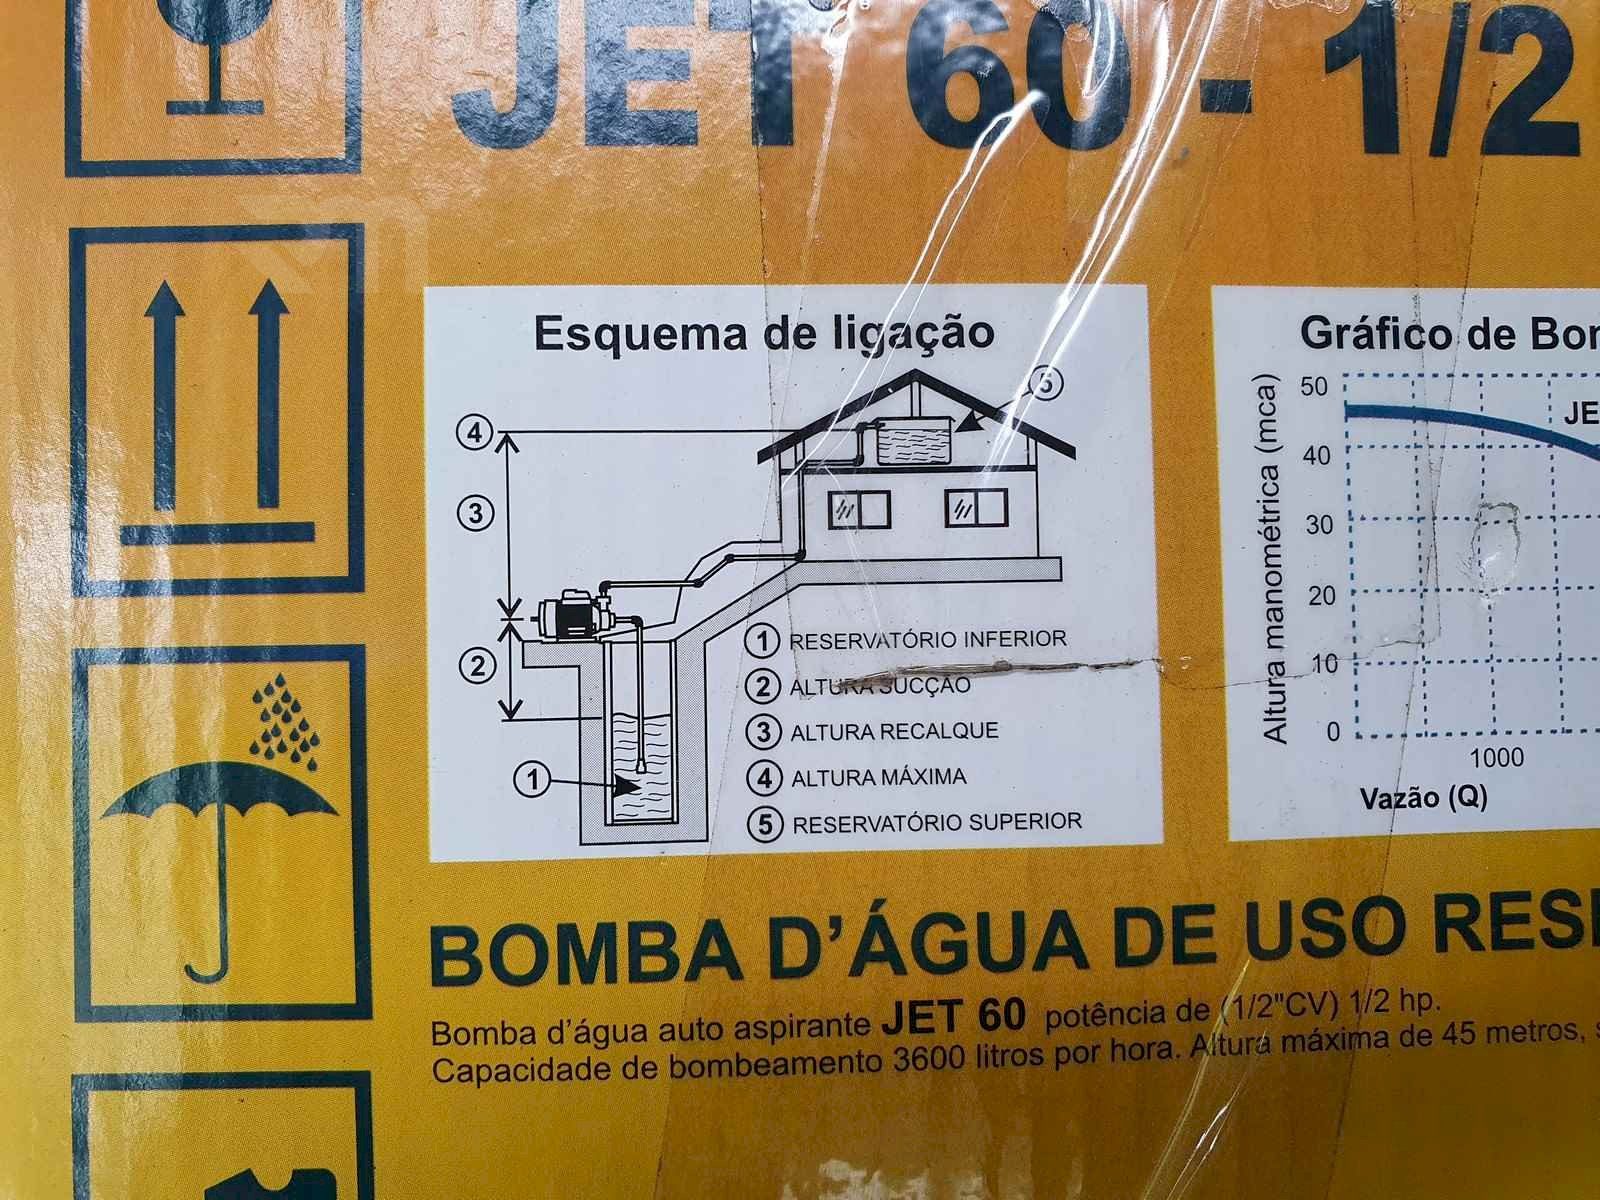 JET 60 - 1/2
Esquema de ligação
5
4
3
2
1
1 RESERVATÓRIO INFERIOR
2 ALTURA SUCÇÃO
3 ALTURA RECALQUE
4 ALTURA MÁXIMA
5 RESERVATÓRIO SUPERIOR
Gráfico de
Altura manométrica (mca)
50
40
30
20
10
0
1000
Vazão (Q)
BOMBA D'ÁGUA DE USO
Bomba d'água auto aspirante JET 60 potência de (1/2"CV) 1/2 hp.
Capacidade de bombeamento 3600 litros por hora. Altura máxima de 45 metros,